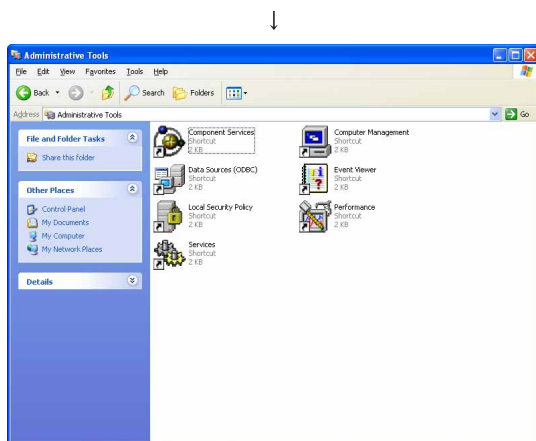 ↓
Administrative Tools
File Edit View Favorites Tools Help
Back Search Folders
Address Administrative Tools Go
File and Folder Tasks
Share this folder
Other Places
Control Panel
My Documents
My Computer
My Network Places
Details
Component Services
Shortcut
2 KB
Computer Management
Shortcut
2 KB
Data Sources (ODBC)
Shortcut
2 KB
Event Viewer
Shortcut
2 KB
Local Security Policy
Shortcut
2 KB
Performance
Shortcut
2 KB
Services
Shortcut
2 KB